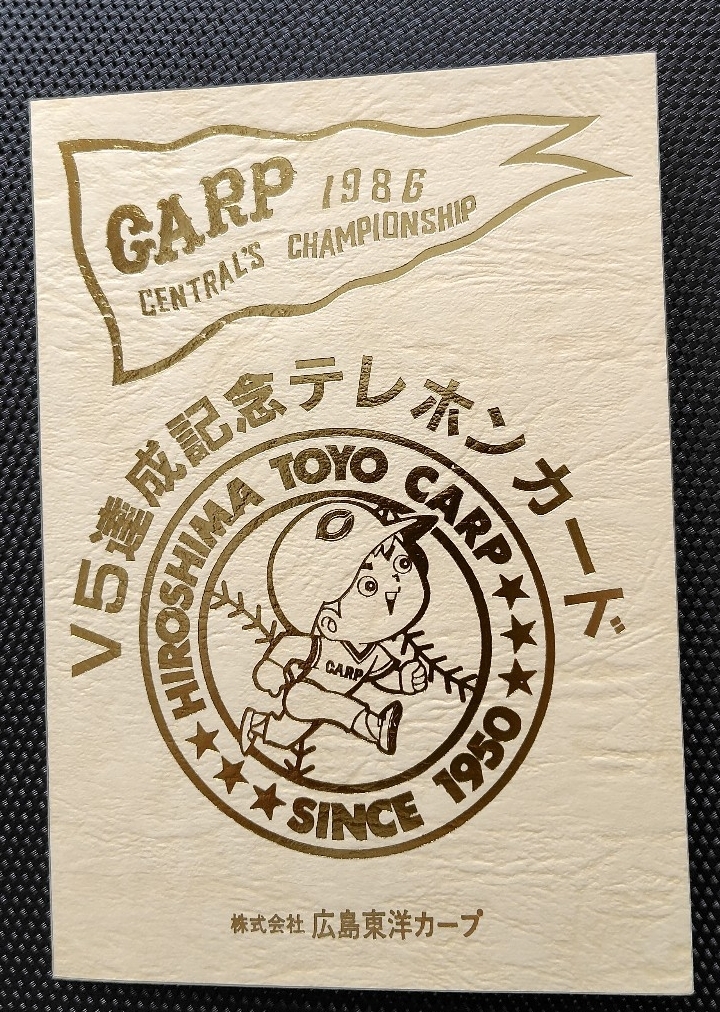 CARP 1986
CENTRAL'S CHAMPIONSHIP
V5達成記念テレホンカード
HIROSHIMA TOYO CARP
CARP
SINCE 1950
株式会社 広島東洋カープ